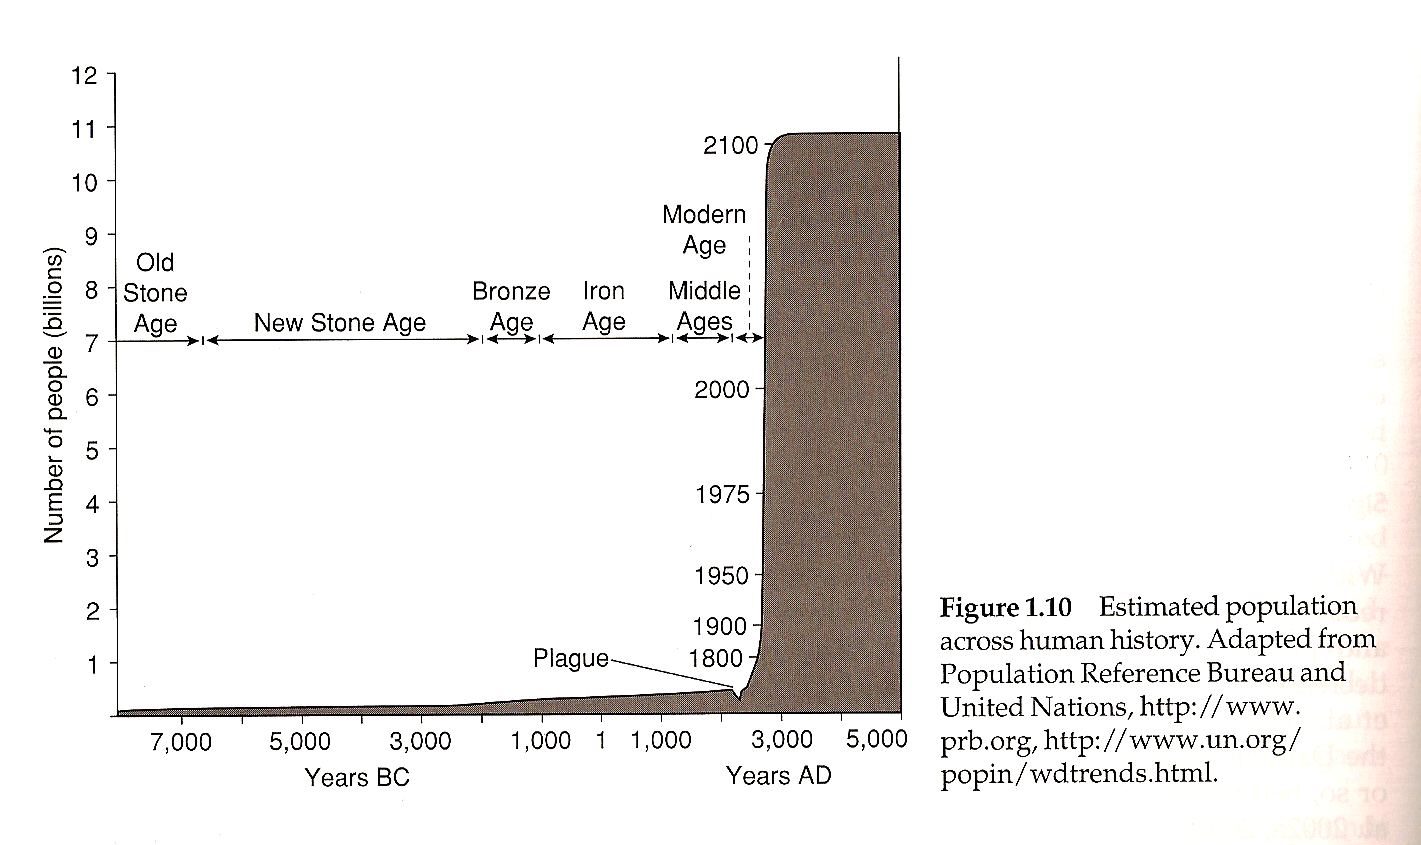 12
11
10
9
8
7
6
5
4
3
2
1
Number of people (billions)
Old
Stone
Age
New Stone Age
Bronze
Age
Iron
Age
Middle
Ages
Modern
Age
2100
2000
1975
1950
1900
1800
Plague
7,000 5,000 3,000 1,000 1 1,000 3,000 5,000
Years BC Years AD
Figure 1.10 Estimated population
across human history. Adapted from
Population Reference Bureau and
United Nations, http://www.
prb.org, http://www.un.org/
popin/wdtrends.html.